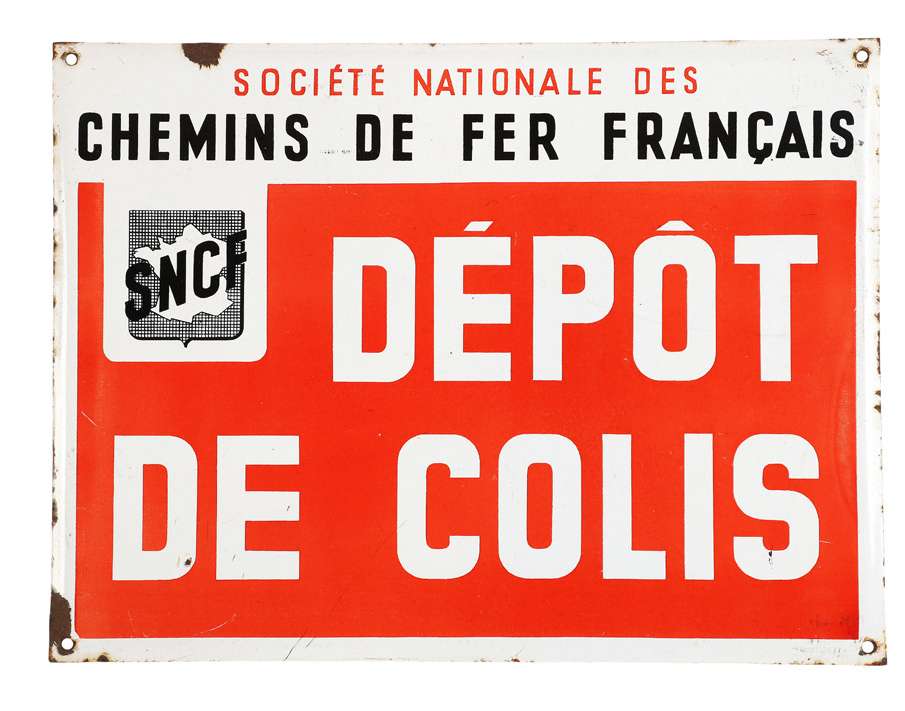 SOCIÉTÉ NATIONALE DES
CHEMINS DE FER FRANÇAIS
SNCF
DÉPÔT
DE COLIS